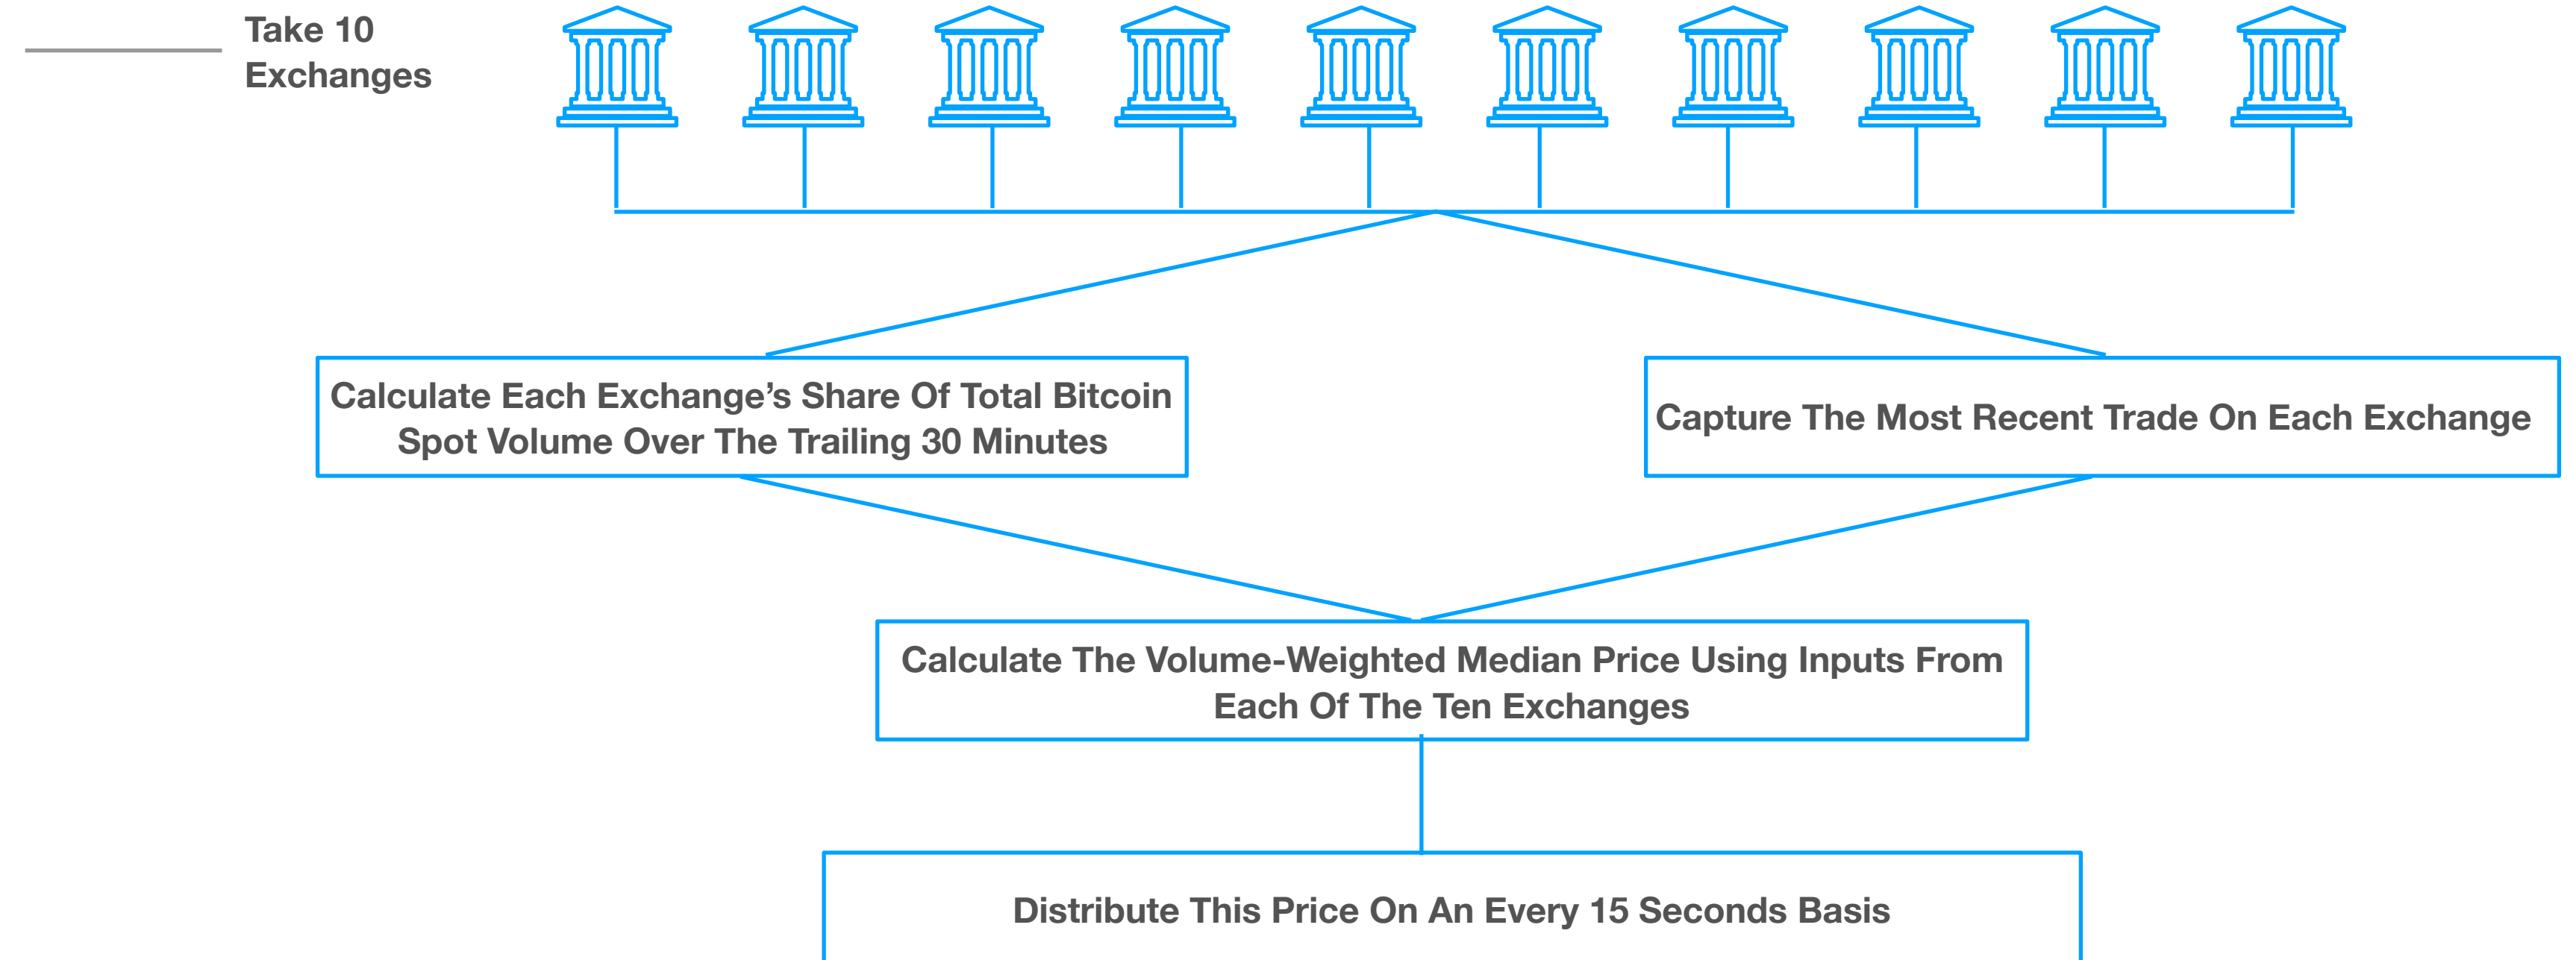 Take 10
Exchanges
Calculate Each Exchange’s Share Of Total Bitcoin
Spot Volume Over The Trailing 30 Minutes
Capture The Most Recent Trade On Each Exchange
Calculate The Volume-Weighted Median Price Using Inputs From
Each Of The Ten Exchanges
Distribute This Price On An Every 15 Seconds Basis